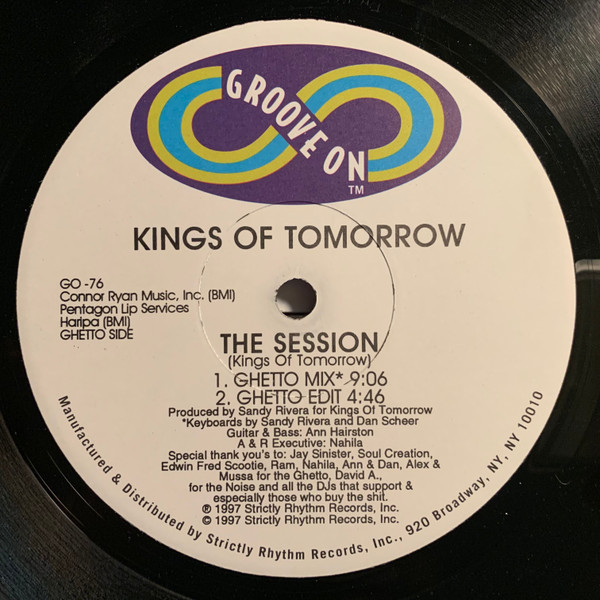 GROOVE ON
TM
KINGS OF TOMORROW
GO -76
Connor Ryan Music, Inc. (BMI)
Pentagon Lip Services
Haripa (BMI)
GHETTO SIDE
THE SESSION
(Kings Of Tomorrow)
1. GHETTO MIX* 9:06
2. GHETTO EDIT 4:46
Produced by Sandy Rivera for Kings Of Tomorrow
*Keyboards by Sandy Rivera and Dan Scheer
Guitar & Bass: Ann Hairston
A & R Executive: Nahila
Special thank you's to: Jay Sinister, Soul Creation,
Edwin Fred Scootie, Ram, Nahila, Ann & Dan, Alex &
Mussa for the Ghetto, David A.,
for the Noise and all the DJs that support &
especially those who buy the shit.
℗ 1997 Strictly Rhythm Records, Inc.
© 1997 Strictly Rhythm Records, Inc.
Manufactured & Distributed by Strictly Rhythm Records, Inc., 920 Broadway, NY, NY 10010